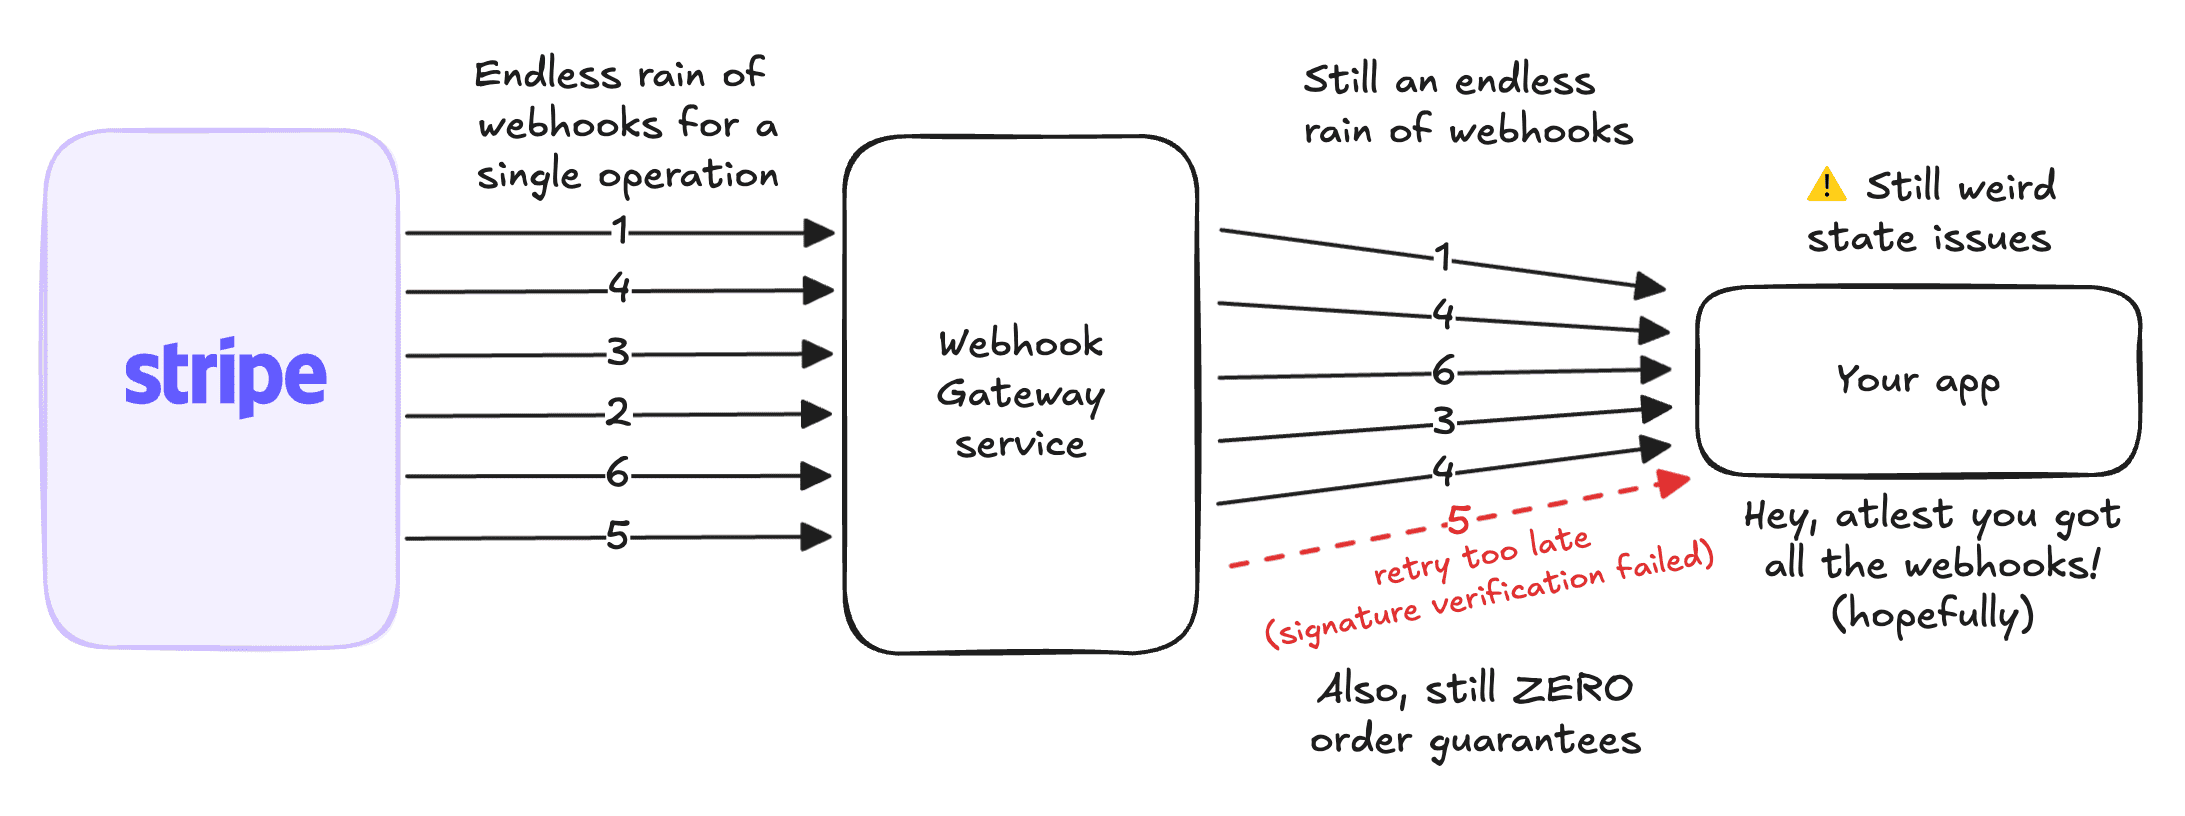 Endless rain of
webhooks for a
single operation
stripe
1
4
3
2
6
5
Webhook
Gateway
service
Still an endless
rain of webhooks
1
4
6
3
4
5
retry too late
(signature verification failed)
Also, still ZERO
order guarantees
⚠️ Still weird
state issues
Your app
Hey, atlest you got
all the webhooks!
(hopefully)